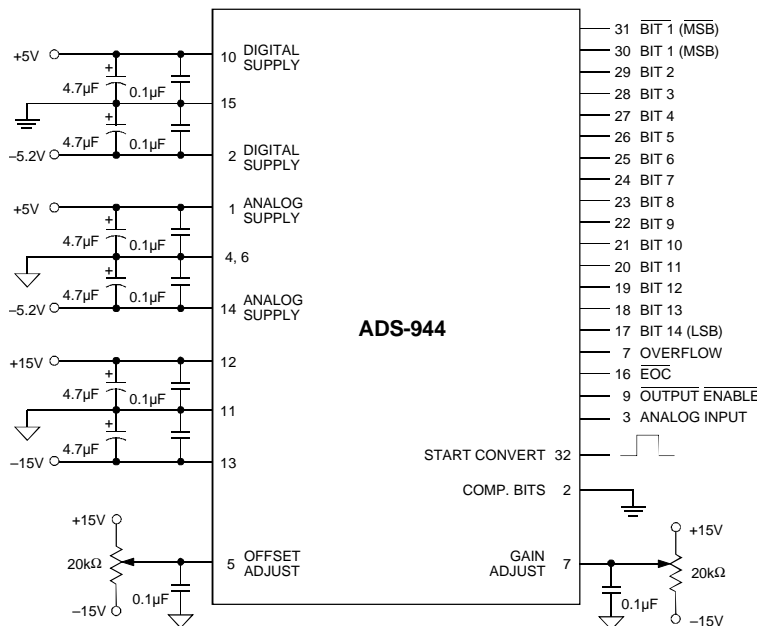 31 BIT 1 (MSB)
30 BIT 1 (MSB)
29 BIT 2
28 BIT 3
27 BIT 4
26 BIT 5
25 BIT 6
24 BIT 7
23 BIT 8
22 BIT 9
21 BIT 10
20 BIT 11
19 BIT 12
18 BIT 13
17 BIT 14 (LSB)
7 OVERFLOW
16 EOC
9 OUTPUT ENABLE
3 ANALOG INPUT
START CONVERT 32
COMP. BITS 2
GAIN
ADJUST 7
+15V
20kΩ
0.1µF
–15V
ADS-944
+5V
10 DIGITAL
SUPPLY
+
4.7µF 0.1µF
15
+
4.7µF 0.1µF
–5.2V
2 DIGITAL
SUPPLY
+5V
1 ANALOG
SUPPLY
+
4.7µF 0.1µF
4, 6
+
4.7µF 0.1µF
–5.2V
14 ANALOG
SUPPLY
+15V
12
+
4.7µF 0.1µF
11
+
4.7µF 0.1µF
–15V
13
+15V
20kΩ
5 OFFSET
ADJUST
0.1µF
–15V